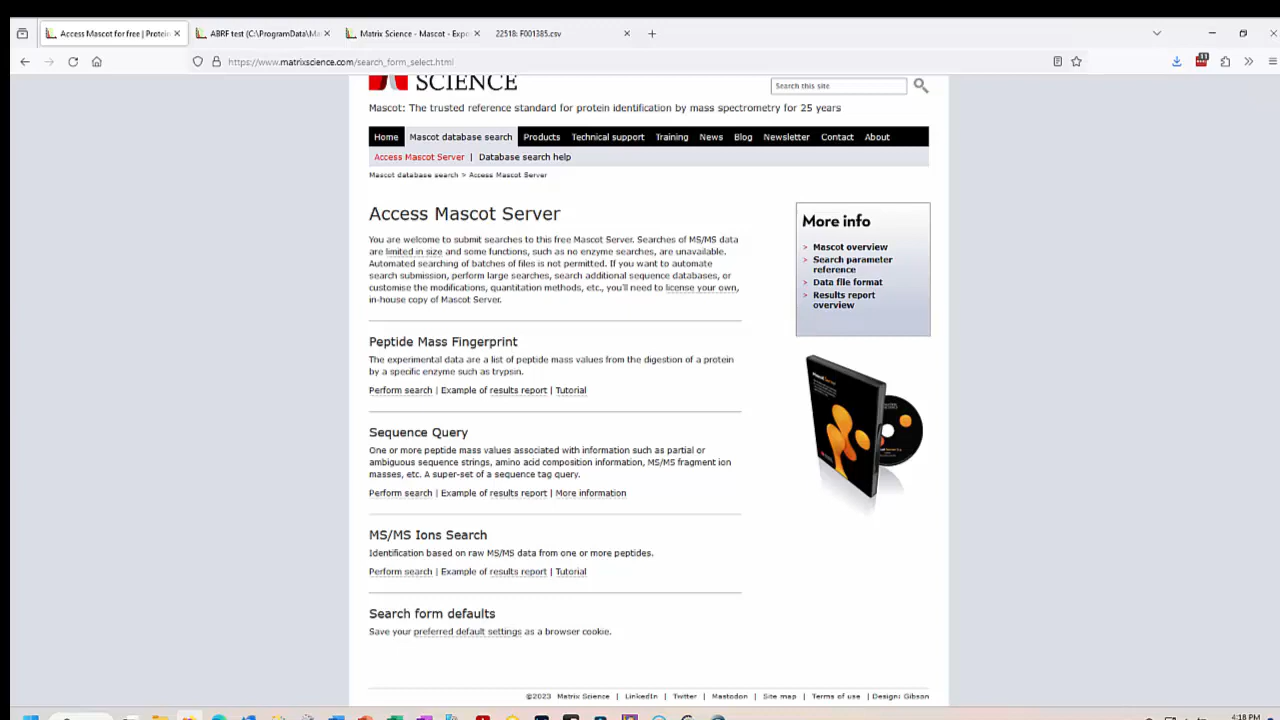 Access Mascot for free | Protein
ABRF test (C:\ProgramData\Ma
Matrix Science - Mascot - Expo
22518: F001385.csv
https://www.matrixscience.com/search_form_select.html
SCIENCE
Search this site
Mascot: The trusted reference standard for protein identification by mass spectrometry for 25 years
Home Mascot database search Products Technical support Training News Blog Newsletter Contact About
Access Mascot Server | Database search help
Mascot database search > Access Mascot Server
Access Mascot Server
You are welcome to submit searches to this free Mascot Server. Searches of MS/MS data
are limited in size and some functions, such as no enzyme searches, are unavailable.
Automated searching of batches of files is not permitted. If you want to automate
search submission, perform large searches, search additional sequence databases, or
customise the modifications, quantitation methods, etc., you'll need to license your own,
in-house copy of Mascot Server.
Peptide Mass Fingerprint
The experimental data are a list of peptide mass values from the digestion of a protein
by a specific enzyme such as trypsin.
Perform search | Example of results report | Tutorial
Sequence Query
One or more peptide mass values associated with information such as partial or
ambiguous sequence strings, amino acid composition information, MS/MS fragment ion
masses, etc. A super-set of a sequence tag query.
Perform search | Example of results report | More information
MS/MS Ions Search
Identification based on raw MS/MS data from one or more peptides.
Perform search | Example of results report | Tutorial
Search form defaults
Save your preferred default settings as a browser cookie.
More info
> Mascot overview
> Search parameter
reference
> Data file format
> Results report
overview
©2023 Matrix Science | LinkedIn | Twitter | Mastodon | Site map | Terms of use | Design: Gibson
4:18 PM